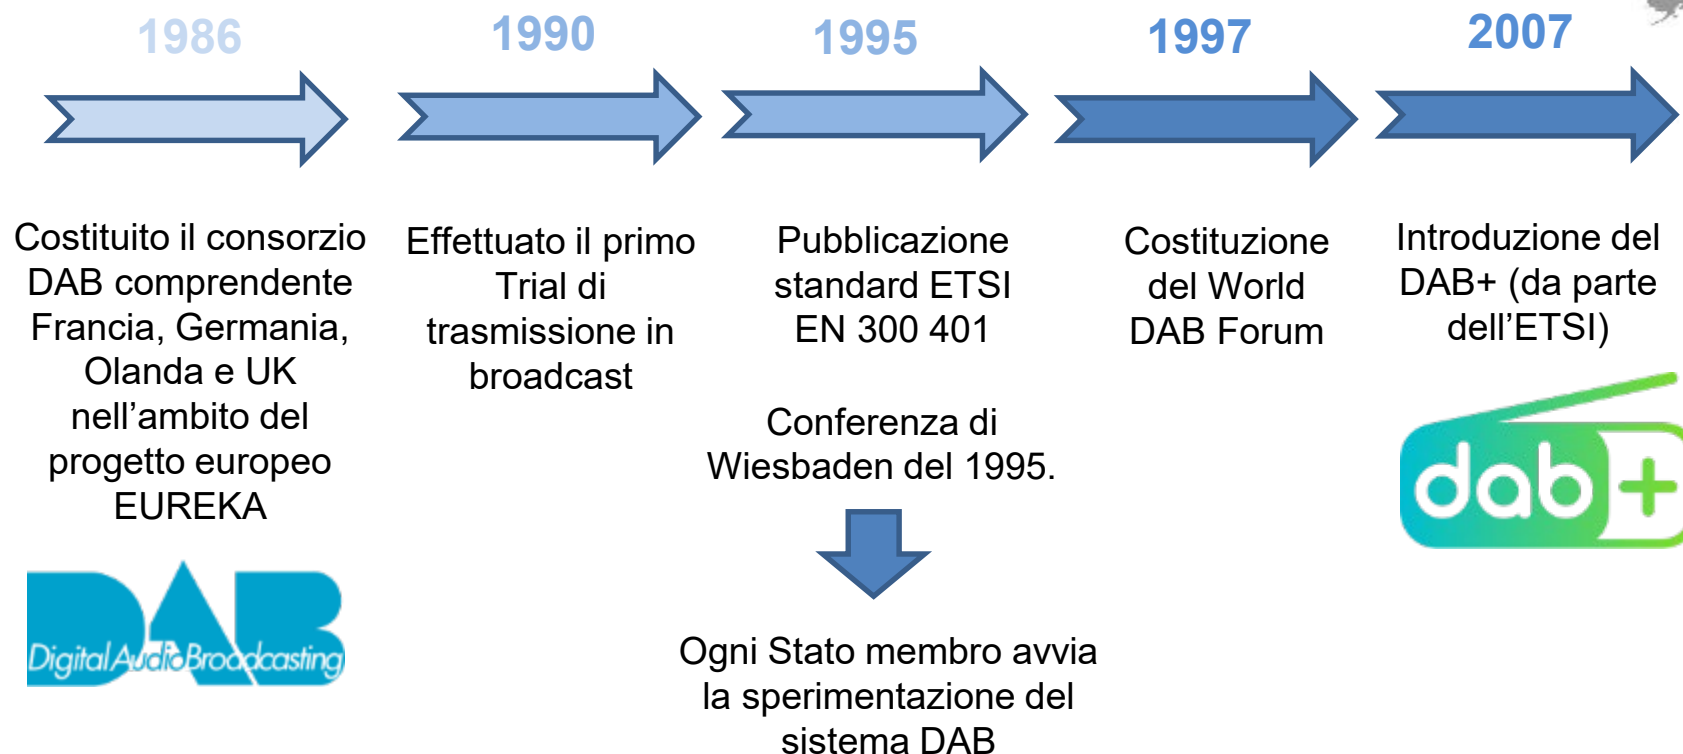 1986
Costituito il consorzio
DAB comprendente
Francia, Germania,
Olanda e UK
nell’ambito del
progetto europeo
EUREKA
DAB
Digital Audio Broadcasting
1990
Effettuato il primo
Trial di
trasmissione in
broadcast
1995
Pubblicazione
standard ETSI
EN 300 401
Conferenza di
Wiesbaden del 1995.
Ogni Stato membro avvia
la sperimentazione del
sistema DAB
1997
Costituzione
del World
DAB Forum
2007
Introduzione del
DAB+ (da parte
dell’ETSI)
dab+